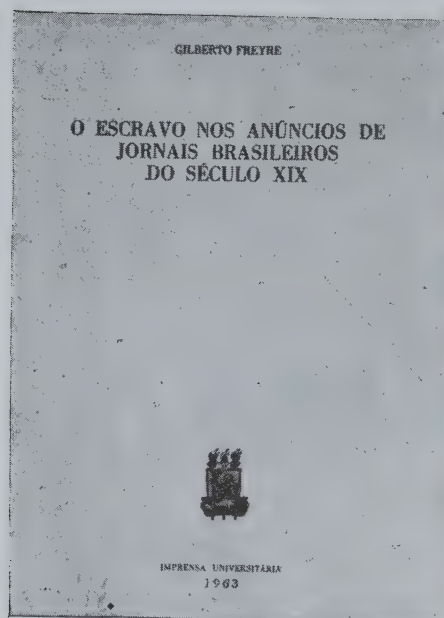 GILBERTO FREYRE
O ESCRAVO NOS ANÚNCIOS DE
JORNAIS BRASILEIROS
DO SÉCULO XIX
IMPRENSA UNIVERSITÁRIA
1963